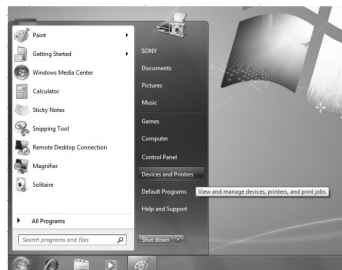 Paint
Getting Started
Windows Media Center
Calculator
Sticky Notes
Snipping Tool
Remote Desktop Connection
Magnifier
Solitaire
All Programs
Search programs and files
SONY
Documents
Pictures
Music
Games
Computer
Control Panel
Devices and Printers
Default Programs
View and manage devices, printers, and print jobs
Help and Support
Shut down